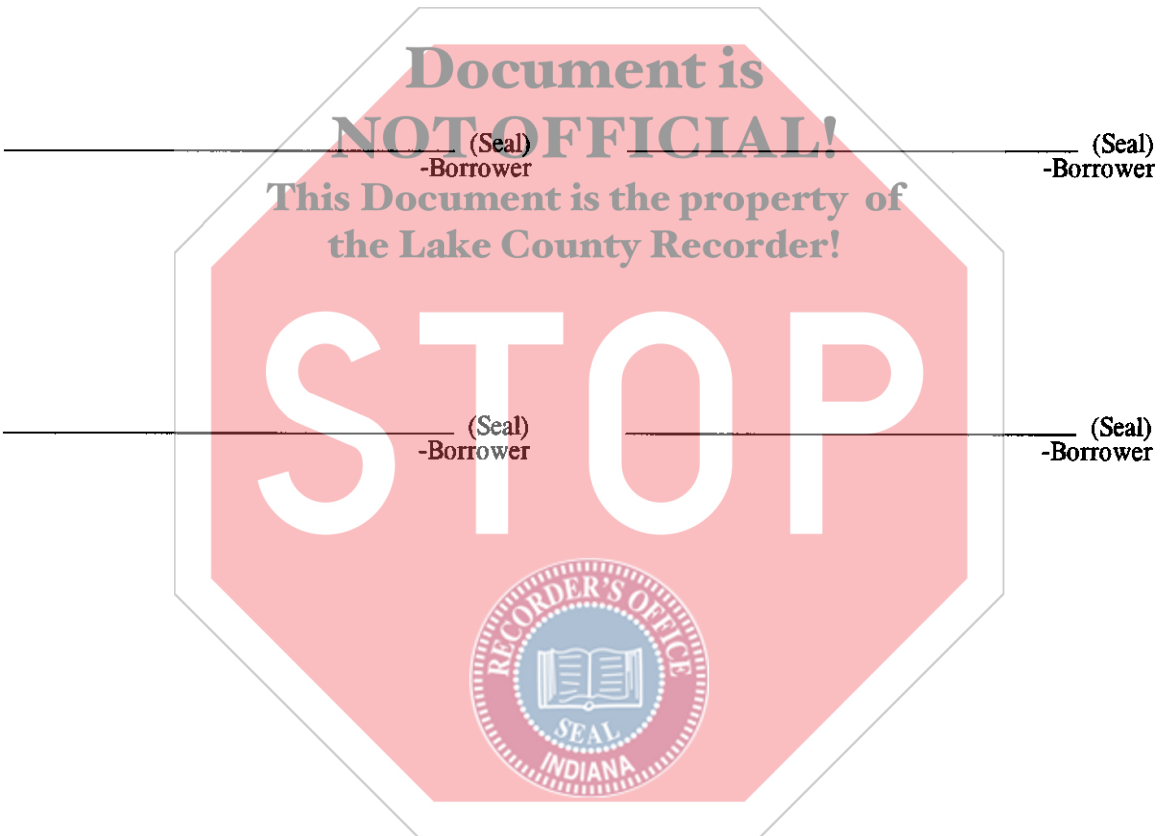 Document is
NOT OFFICIAL!
(Seal) (Seal)
-Borrower -Borrower
This Document is the property of
the Lake County Recorder!
STOP
(Seal) (Seal)
-Borrower -Borrower
RECORDER'S OFFICE
SEAL
INDIANA